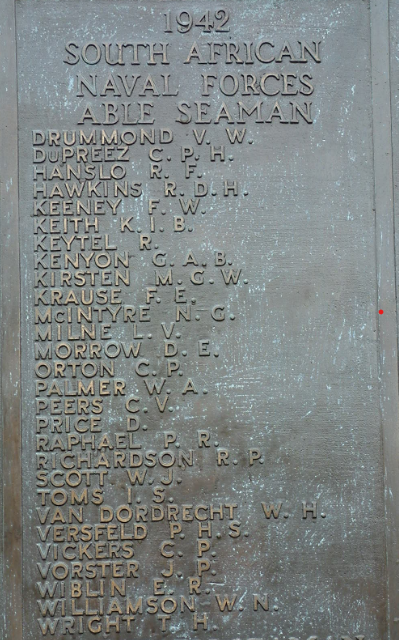 1942
SOUTH AFRICAN
NAVAL FORCES
ABLE SEAMAN
DRUMMOND V. W.
DuPREEZ C. P. H.
HANSLO R. F.
HAWKINS R. D. H.
KEENEY F. W.
KEITH K. I. B.
KEYTEL R.
KENYON G. A. B.
KIRSTEN M. G. W.
KRAUSE F. E.
McINTYRE N. G.
MILNE L. V.
MORROW D. E.
ORTON C. P.
PALMER W. A.
PEERS C. V.
PRICE D.
RAPHAEL P. R.
RICHARDSON R. P.
SCOTT W. J.
TOMS I. S.
VAN DORDRECHT W. H.
VERSFELD P. H. S.
VICKERS C. P.
VORSTER J. P.
WIBLIN E. R.
WILLIAMSON W. N.
WRIGHT T. H.